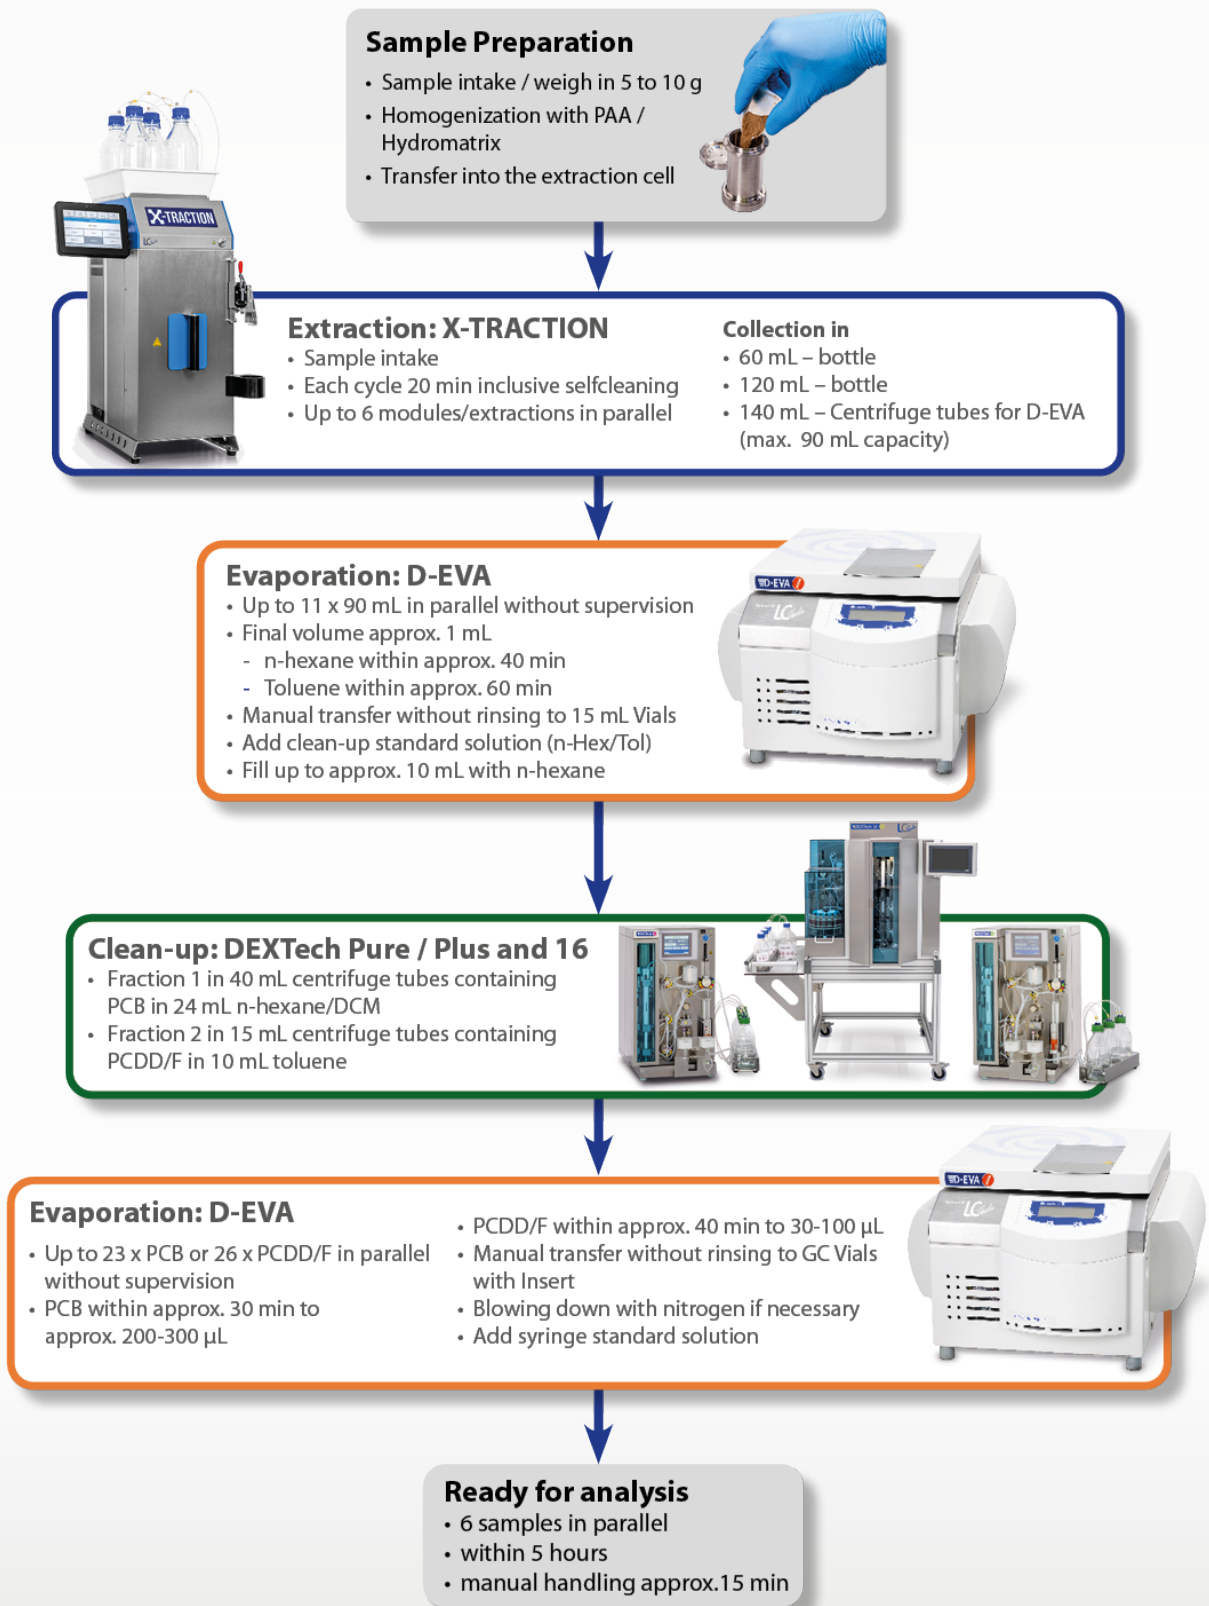 Sample Preparation
• Sample intake / weigh in 5 to 10 g
• Homogenization with PAA /
Hydromatrix
• Transfer into the extraction cell
X-TRACTION
Extraction: X-TRACTION
• Sample intake
• Each cycle 20 min inclusive selfcleaning
• Up to 6 modules/extractions in parallel
Collection in
• 60 mL – bottle
• 120 mL – bottle
• 140 mL – Centrifuge tubes for D-EVA
(max. 90 mL capacity)
Evaporation: D-EVA
• Up to 11 x 90 mL in parallel without supervision
• Final volume approx. 1 mL
- n-hexane within approx. 40 min
- Toluene within approx. 60 min
• Manual transfer without rinsing to 15 mL Vials
• Add clean-up standard solution (n-Hex/Tol)
• Fill up to approx. 10 mL with n-hexane
D-EVA
LC
Clean-up: DEXTech Pure / Plus and 16
• Fraction 1 in 40 mL centrifuge tubes containing
PCB in 24 mL n-hexane/DCM
• Fraction 2 in 15 mL centrifuge tubes containing
PCDD/F in 10 mL toluene
Evaporation: D-EVA
• Up to 23 x PCB or 26 x PCDD/F in parallel
without supervision
• PCB within approx. 30 min to
approx. 200-300 µL
• PCDD/F within approx. 40 min to 30-100 µL
• Manual transfer without rinsing to GC Vials
with Insert
• Blowing down with nitrogen if necessary
• Add syringe standard solution
D-EVA
LC
Ready for analysis
• 6 samples in parallel
• within 5 hours
• manual handling approx.15 min